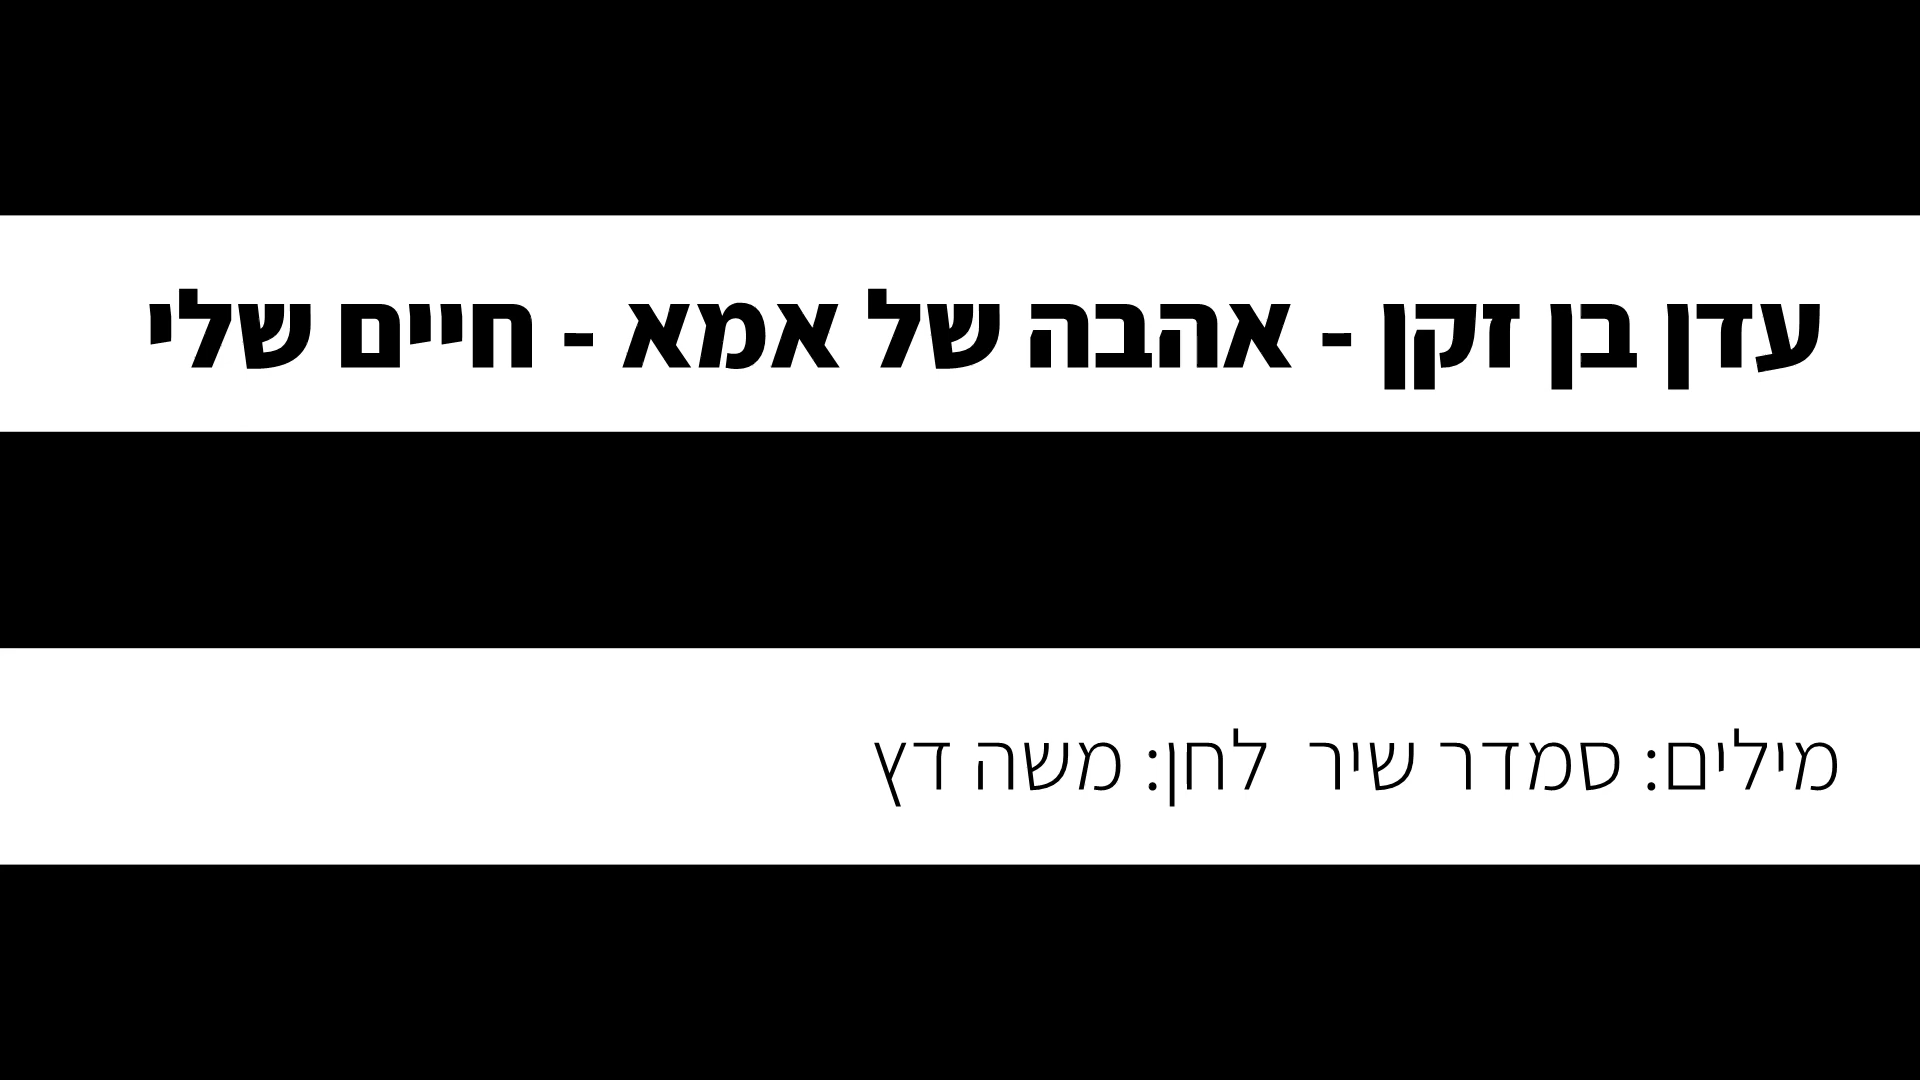 עדן בן זקן - אהבה של אמא - חיים שלי
מילים: סמדר שיר  לחן: משה דץ